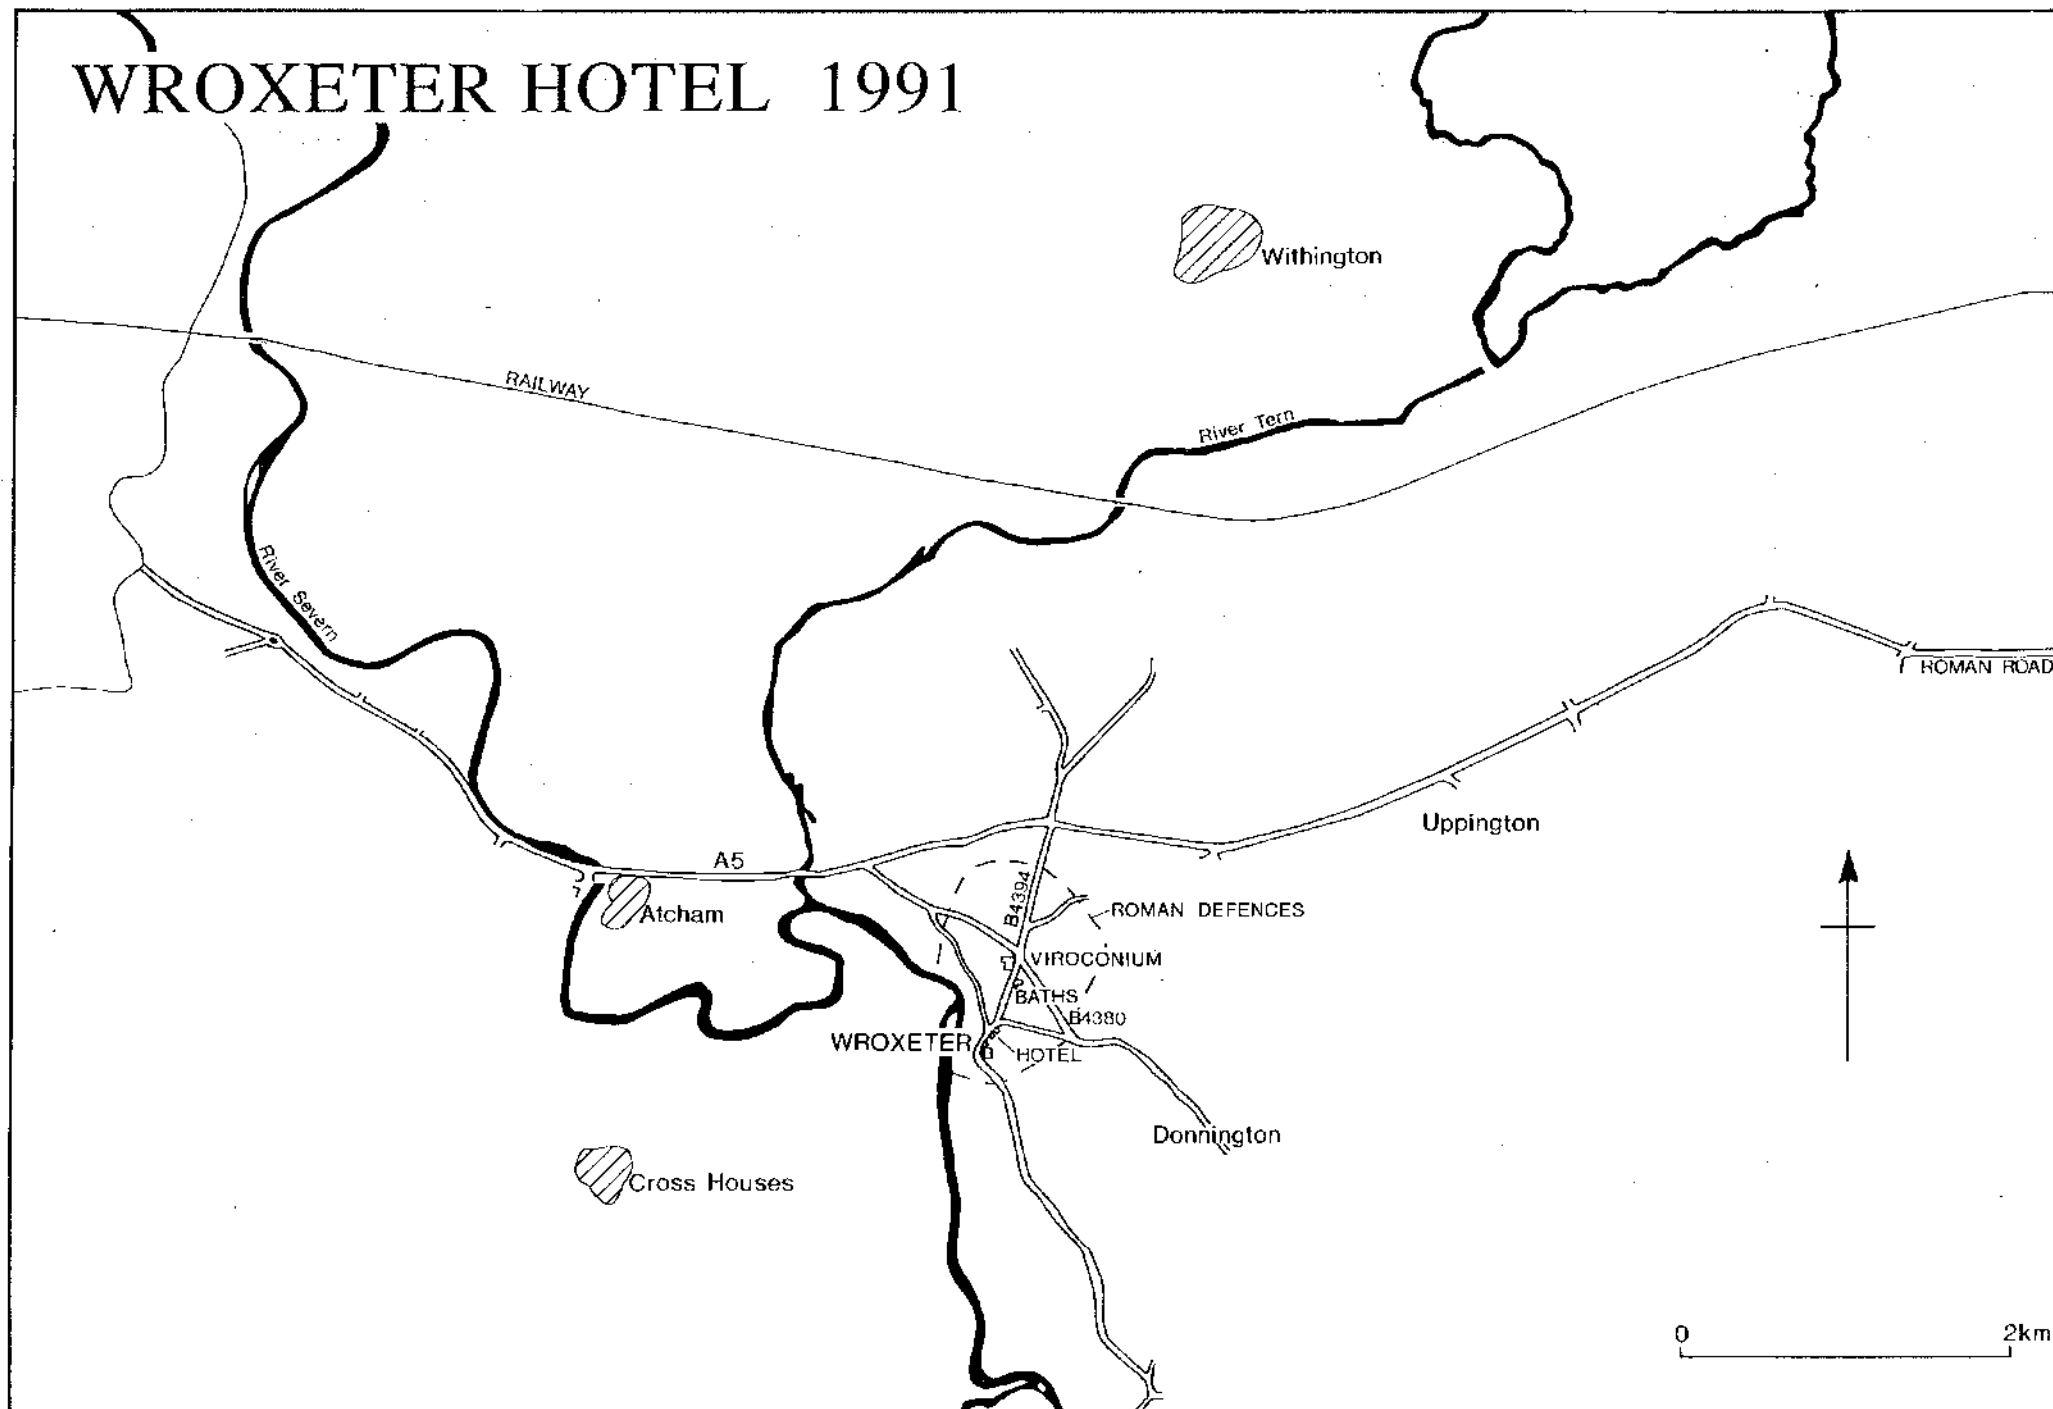 WROXETER HOTEL 1991
Withington
RAILWAY
River Tern
River Severn
ROMAN ROAD
Uppington
A5
B4394
Atcham
ROMAN DEFENCES
VIROCONIUM
BATHS
B4380
WROXETER
HOTEL
Donnington
Cross Houses
0 2km